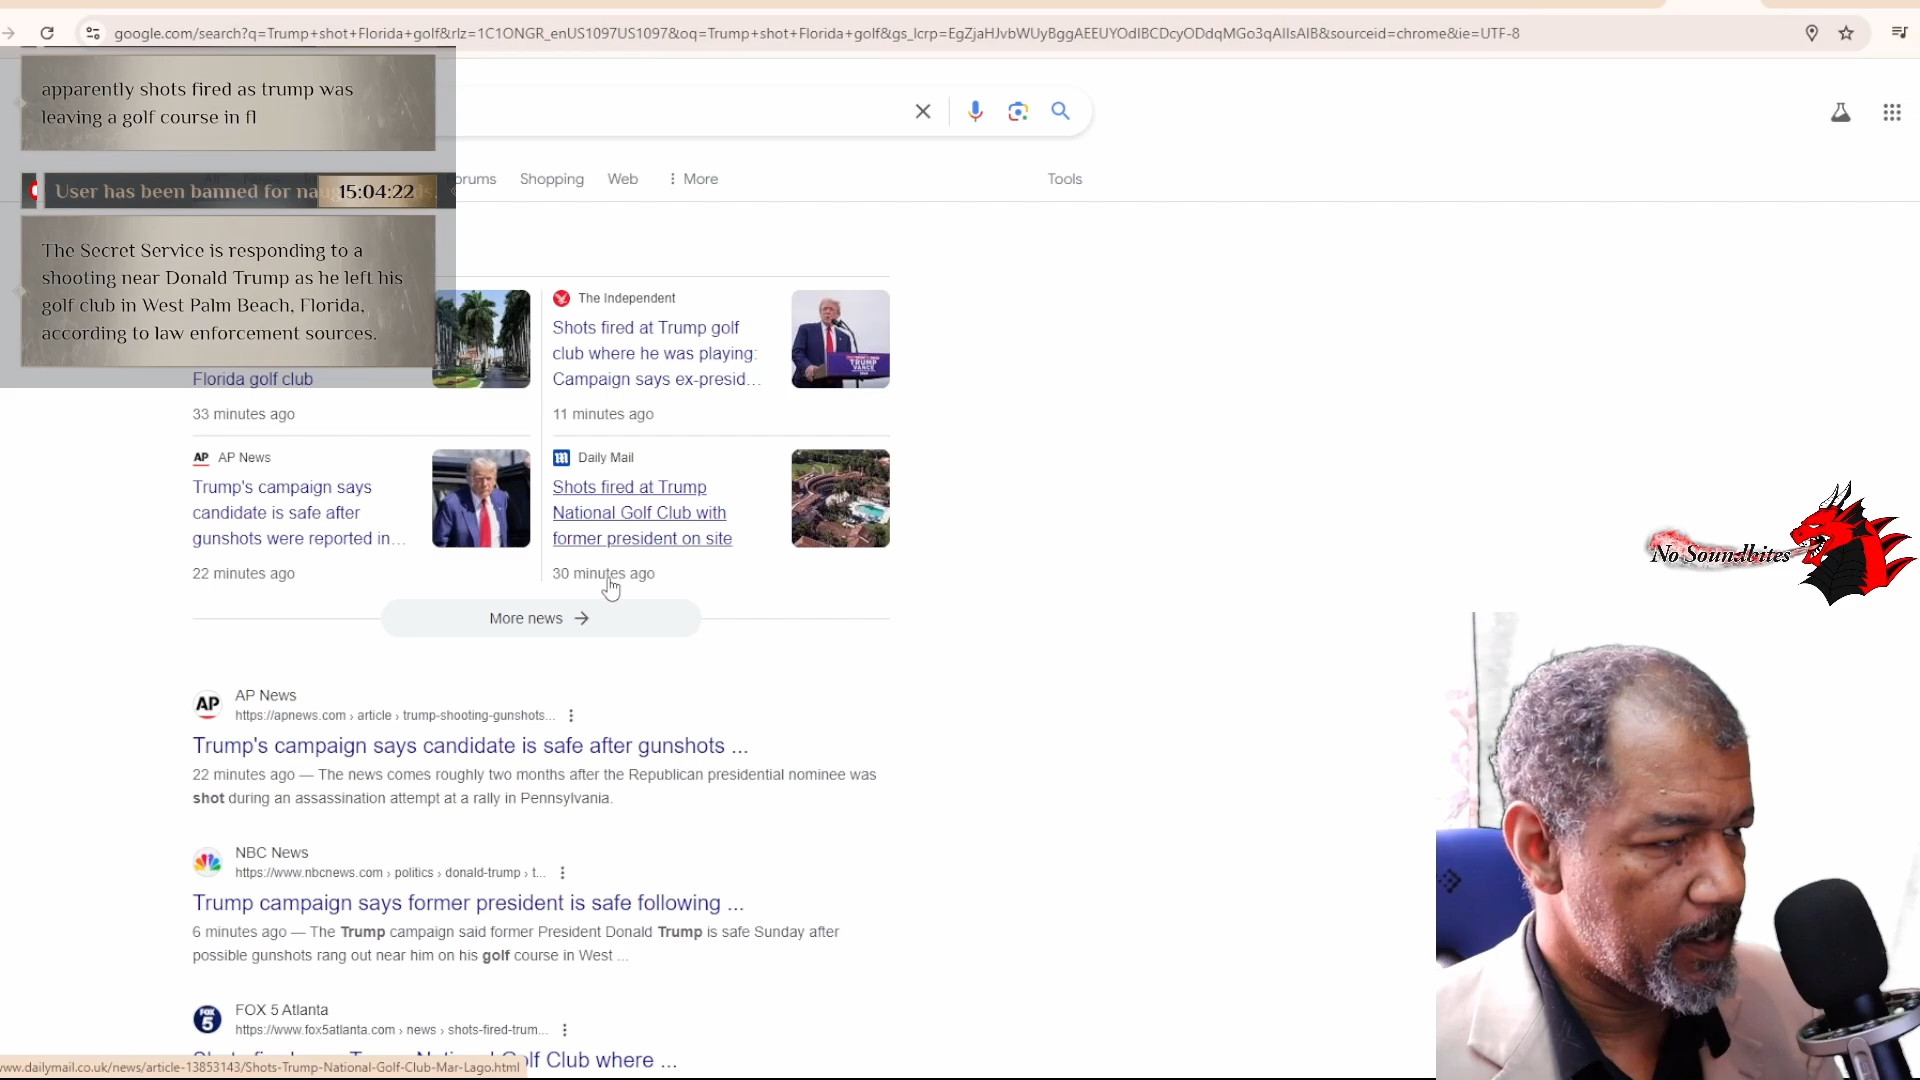 google.com/search?q=Trump+shot+Florida+golf&rlz=1C1ONGR_enUS1097US1097&oq=Trump+shot+Florida+golf&gs_lcrp=EgZjaHJvbWUyBggAEEUYOdIBCDcyODdqMGo3qAIIsAIB&sourceid=chrome&ie=UTF-8
apparently shots fired as trump was
leaving a golf course in fl
User has been banned for
15:04:22
The Secret Service is responding to a
shooting near Donald Trump as he left his
golf club in West Palm Beach, Florida,
according to law enforcement sources.
Shopping
Web
More
Tools
Florida golf club
33 minutes ago
The Independent
Shots fired at Trump golf
club where he was playing:
Campaign says ex-presid...
11 minutes ago
AP AP News
Trump's campaign says
candidate is safe after
gunshots were reported in...
22 minutes ago
m Daily Mail
Shots fired at Trump
National Golf Club with
former president on site
30 minutes ago
More news
AP
AP News
https://apnews.com › article › trump-shooting-gunshots...
Trump's campaign says candidate is safe after gunshots ...
22 minutes ago — The news comes roughly two months after the Republican presidential nominee was
shot during an assassination attempt at a rally in Pennsylvania.
NBC News
https://www.nbcnews.com › politics › donald-trump › t...
Trump campaign says former president is safe following ...
6 minutes ago — The Trump campaign said former President Donald Trump is safe Sunday after
possible gunshots rang out near him on his golf course in West ...
FOX 5
FOX 5 Atlanta
https://www.fox5atlanta.com › news › shots-fired-trum...
Golf Club where ...
www.dailymail.co.uk/news/article-13853143/Shots-Trump-National-Golf-Club-Mar-Lago.html
No Soundbites